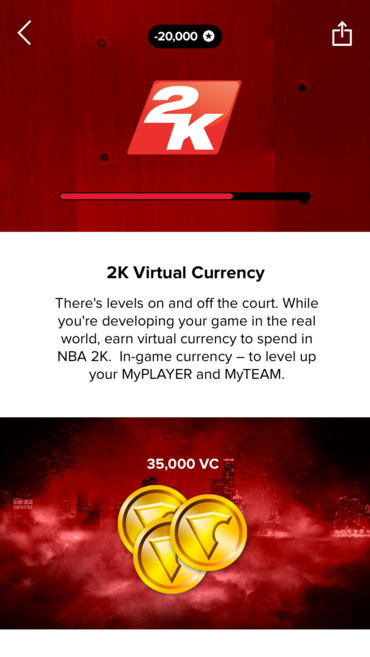 -20,000
2K
2K Virtual Currency
There's levels on and off the court. While
you're developing your game in the real
world, earn virtual currency to spend in
NBA 2K.  In-game currency – to level up
your MyPLAYER and MyTEAM.
35,000 VC